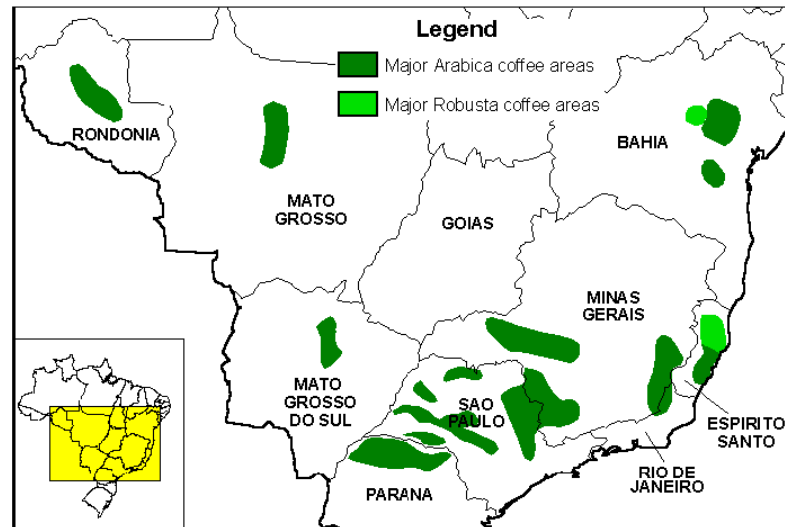 Legend
Major Arabica coffee areas
Major Robusta coffee areas
RONDONIA
BAHIA
MATO
GROSSO
GOIAS
MINAS
GERAIS
MATO
GROSSO
DO SUL
SAO
PAULO
ESPIRITO
SANTO
RIO DE
JANEIRO
PARANA